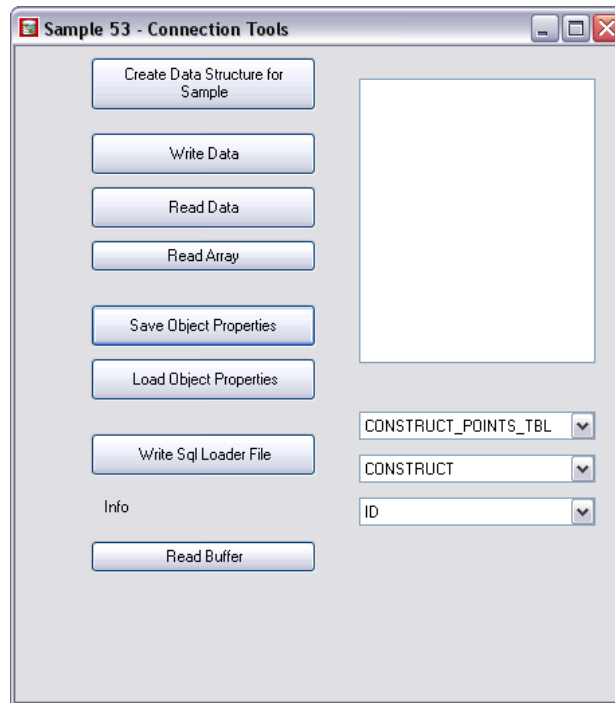 Sample 53 - Connection Tools
Create Data Structure for
Sample
Write Data
Read Data
Read Array
Save Object Properties
Load Object Properties
Write Sql Loader File
Info
Read Buffer
CONSTRUCT_POINTS_TBL
CONSTRUCT
ID